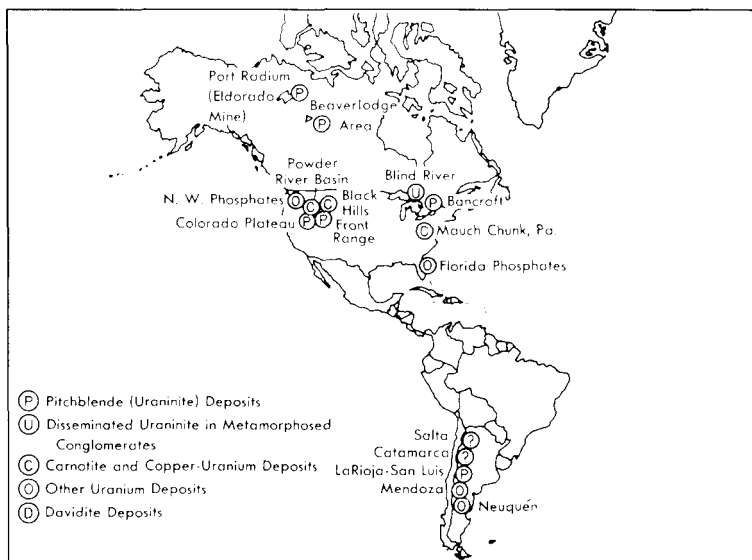 Port Radium
(Eldorado
Mine)
P
Beaverlodge
Area
P
Powder
River Basin
N. W. Phosphates
O
C
C
Black
Hills
Colorado Plateau
P
P
Front
Range
Blind River
U
P
Bancroft
C
Mauch Chunk, Pa.
O
Florida Phosphates
P
Pitchblende (Uraninite) Deposits
U
Disseminated Uraninite in Metamorphosed
Conglomerates
C
Carnotite and Copper-Uranium Deposits
O
Other Uranium Deposits
D
Davidite Deposits
Salta
?
Catamarca
?
LaRioja-San Luis
P
Mendoza
O
O
Neuquén